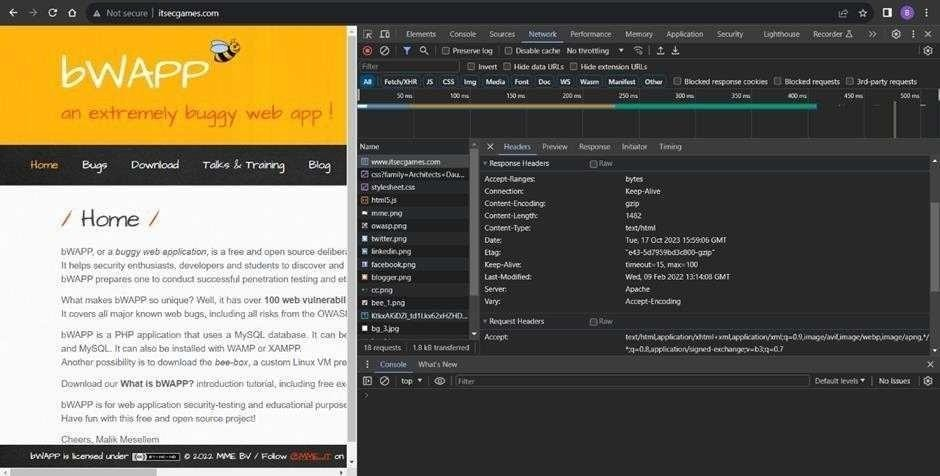 Not secure | itsecgames.com
B
bWAPP
an extremely buggy web app !
Home Bugs Download Talks & Training Blog
/ Home /
bWAPP, or a buggy web application, is a free and open source delibera
It helps security enthusiasts, developers and students to discover and
bWAPP prepares one to conduct successful penetration testing and et
What makes bWAPP so unique? Well, it has over 100 web vulnerabil
It covers all major known web bugs, including all risks from the OWAS
bWAPP is a PHP application that uses a MySQL database. It can be
and MySQL. It can also be installed with WAMP or XAMPP.
Another possibility is to download the bee-box, a custom Linux VM pre
Download our What is bWAPP? introduction tutorial, including free ex
bWAPP is for web application security-testing and educational purpose
Have fun with this free and open source project!
Cheers, Malik Mesellem
bWAPP is licensed under © 2022 MME BV / Follow @MME_IT on
Elements Console Sources Network Performance Memory Application Security Lighthouse Recorder
Preserve log Disable cache No throttling
Filter Invert Hide data URLs Hide extension URLs
All Fetch/XHR JS CSS Img Media Font Doc WS Wasm Manifest Other Blocked response cookies Blocked requests 3rd-party requests
50 ms 100 ms 150 ms 200 ms 250 ms 300 ms 350 ms 400 ms 450 ms 500 ms
Name
www.itsecgames.com
css?family=Architects+Dau...
stylesheet.css
html5.js
mme.png
owasp.png
twitter.png
linkedin.png
facebook.png
blogger.png
cc.png
bee_1.png
bg_3.jpg
18 requests 1.8 kB transferred
Headers Preview Response Initiator Timing
Response Headers Raw
Accept-Ranges: bytes
Connection: Keep-Alive
Content-Encoding: gzip
Content-Length: 1482
Content-Type: text/html
Date: Tue, 17 Oct 2023 15:59:06 GMT
Etag: "e43-5d7959bd3c800-gzip"
Keep-Alive: timeout=15, max=100
Last-Modified: Wed, 09 Feb 2022 13:14:08 GMT
Server: Apache
Vary: Accept-Encoding
Request Headers Raw
Accept: text/html,application/xhtml+xml,application/xml;q=0.9,image/avif,image/webp,image/apng,*/
*;q=0.8,application/signed-exchange;v=b3;q=0.7
Console What's New
top Filter Default levels No Issues